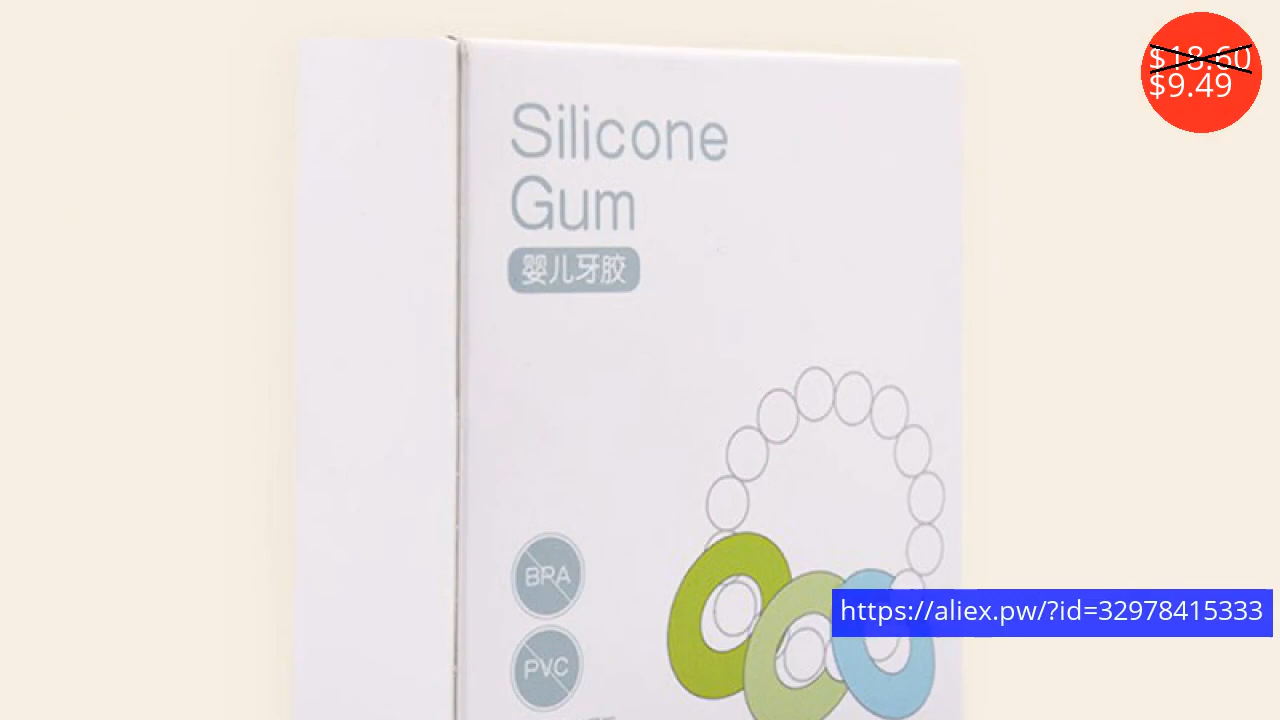 $18.60
$9.49
Silicone
Gum
婴儿牙胶
BPA
PVC
https://aliex.pw/?id=32978415333